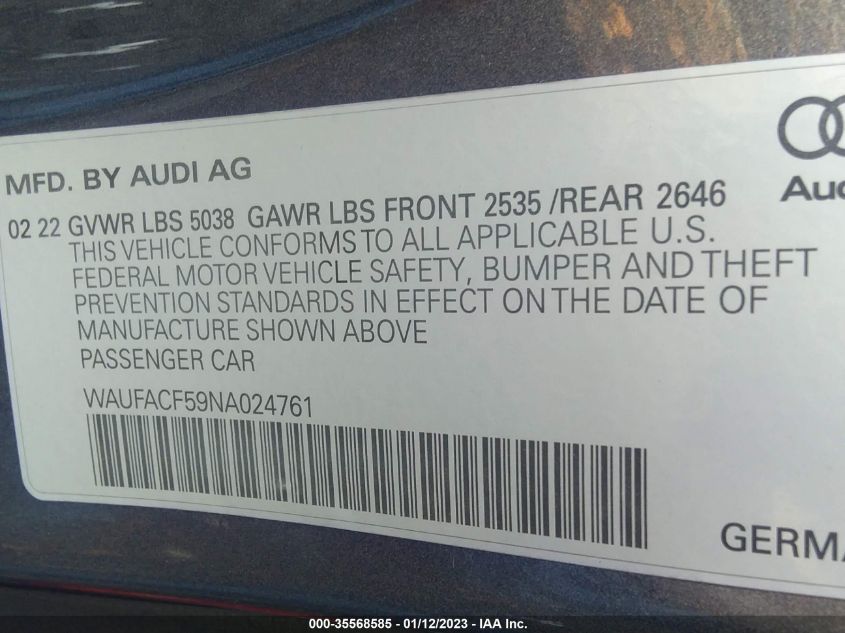 MFD. BY AUDI AG
02 22 GVWR LBS 5038 GAWR LBS FRONT 2535 /REAR 2646
THIS VEHICLE CONFORMS TO ALL APPLICABLE U.S.
FEDERAL MOTOR VEHICLE SAFETY, BUMPER AND THEFT
PREVENTION STANDARDS IN EFFECT ON THE DATE OF
MANUFACTURE SHOWN ABOVE
PASSENGER CAR
WAUFACF59NA024761
Aud
GERMA
000-35568585 - 01/12/2023 - IAA Inc.